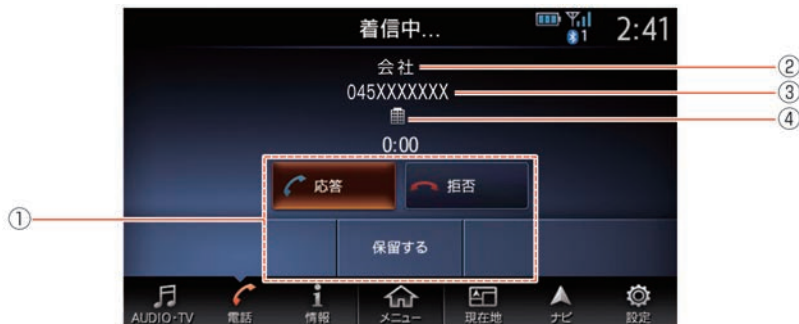 着信中...
1
2:41
会社
②
045XXXXXXX
③
④
0:00
応答
拒否
①
保留する
AUDIO・TV
電話
情報
メニュー
現在地
ナビ
設定